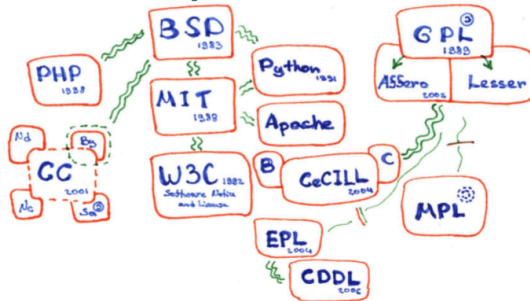 BSD
1983
GPL
1989
PHP
1998
Python
1991
Affero
2002
Lesser
MIT
1988
Apache
Nd
By
CC
2001
Nc
Sa
W3C 1982
Software Notice
and License
B
CeCILL
2004
C
MPL
EPL
2004
CDDL
2006